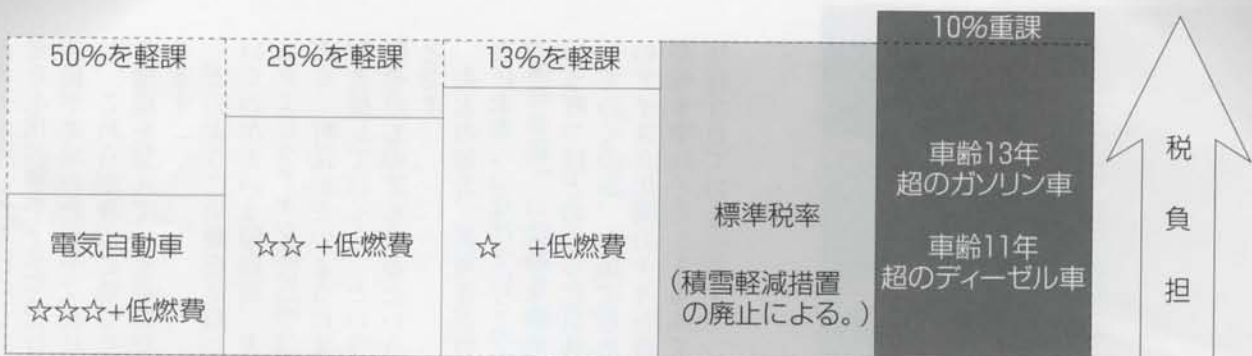 50%を軽課
電気自動車
☆☆☆+低燃費
25%を軽課
☆☆ +低燃費
13%を軽課
☆ +低燃費
標準税率
(積雪軽減措置
の廃止による。)
10%重課
車齢13年
超のガソリン車
車齢11年
超のディーゼル車
税
負
担